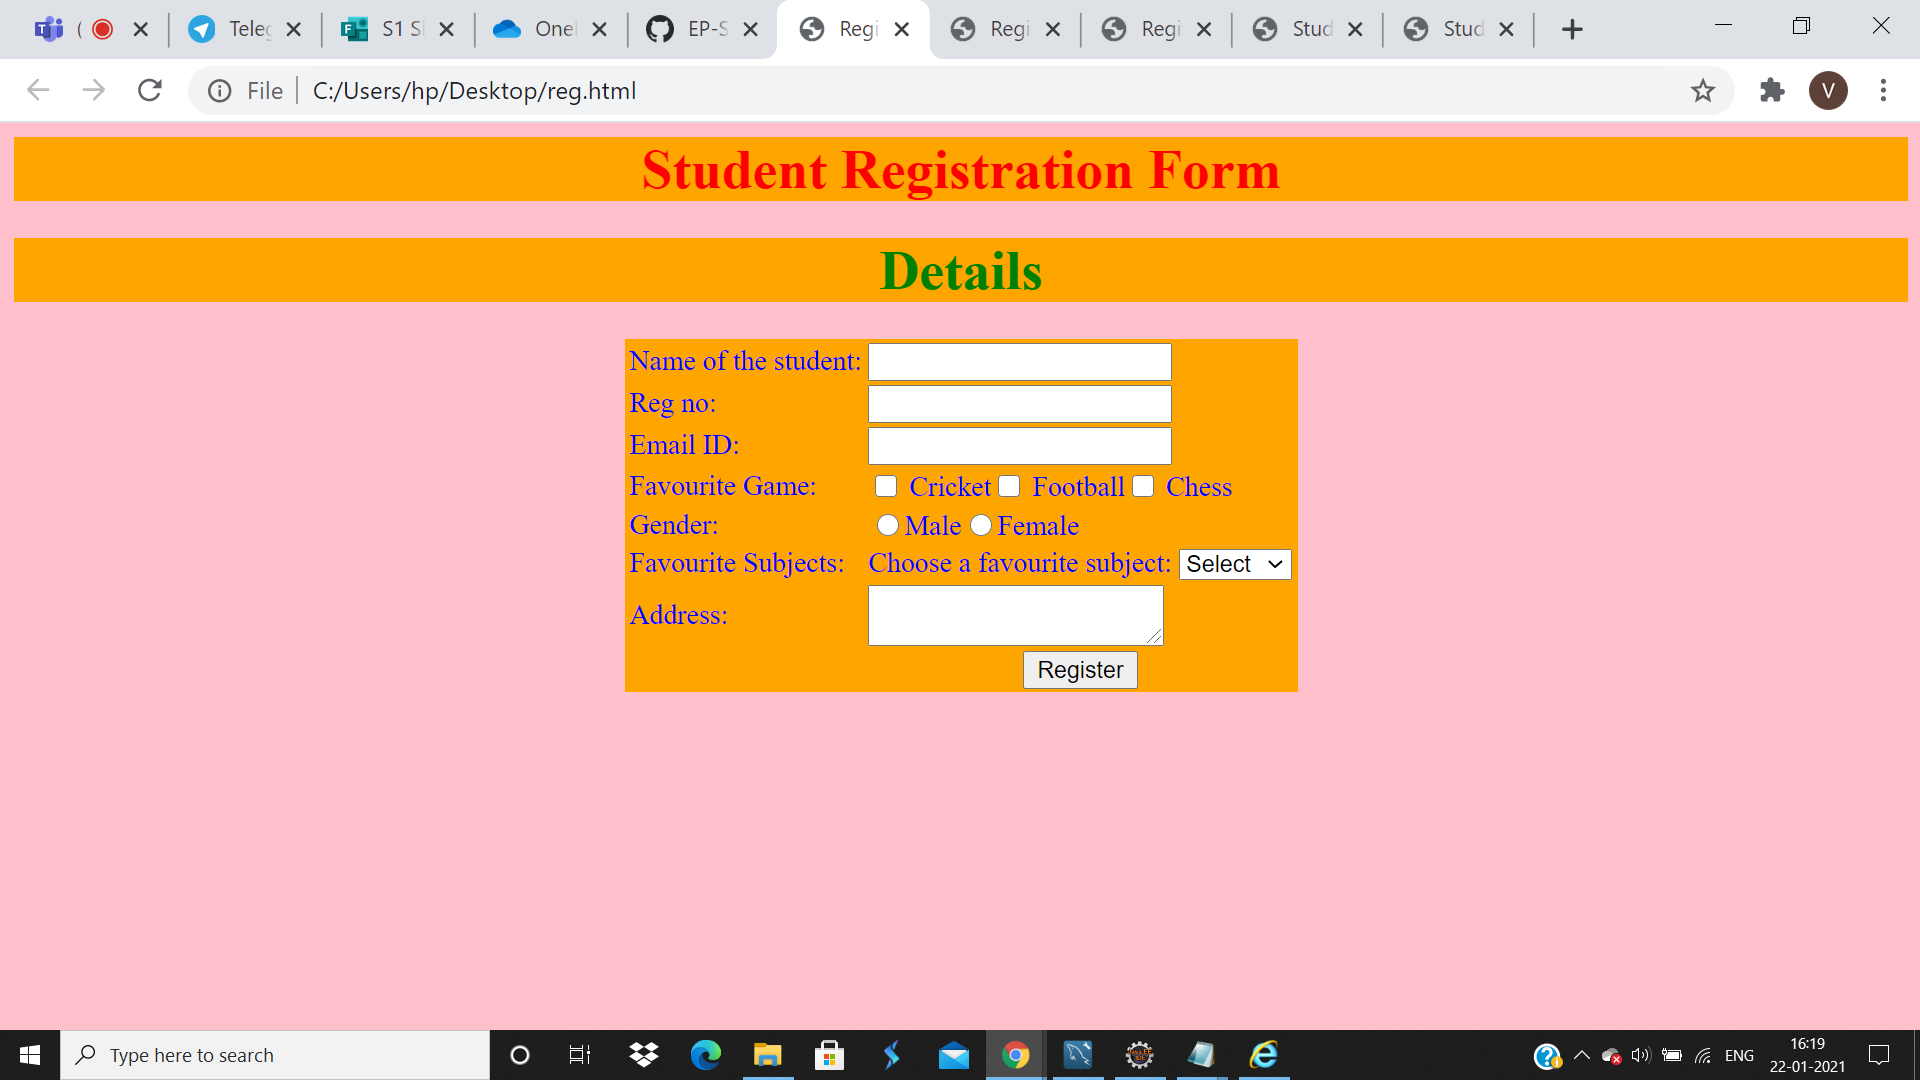 ( Teleg S1 S OneI EP-S Regi Regi Regi Stud Stud
File C:/Users/hp/Desktop/reg.html V
Student Registration Form
Details
Name of the student:
Reg no:
Email ID:
Favourite Game: Cricket Football Chess
Gender: Male Female
Favourite Subjects: Choose a favourite subject: Select
Address:
Register
Type here to search
ENG
16:19
22-01-2021